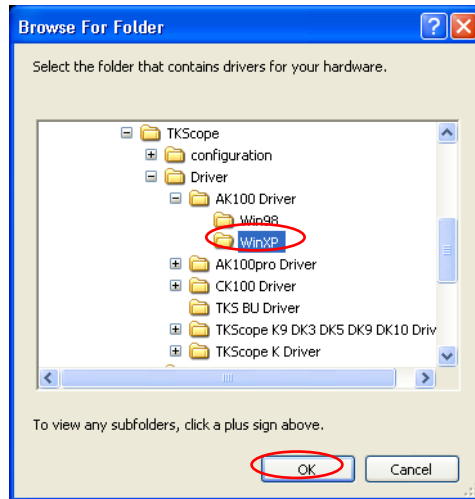 Browse For Folder
Select the folder that contains drivers for your hardware.
TKScope
configuration
Driver
AK100 Driver
Win98
WinXP
AK100pro Driver
CK100 Driver
TKS BU Driver
TKScope K9 DK3 DK5 DK9 DK10 Driv
TKScope K Driver
To view any subfolders, click a plus sign above.
OK Cancel